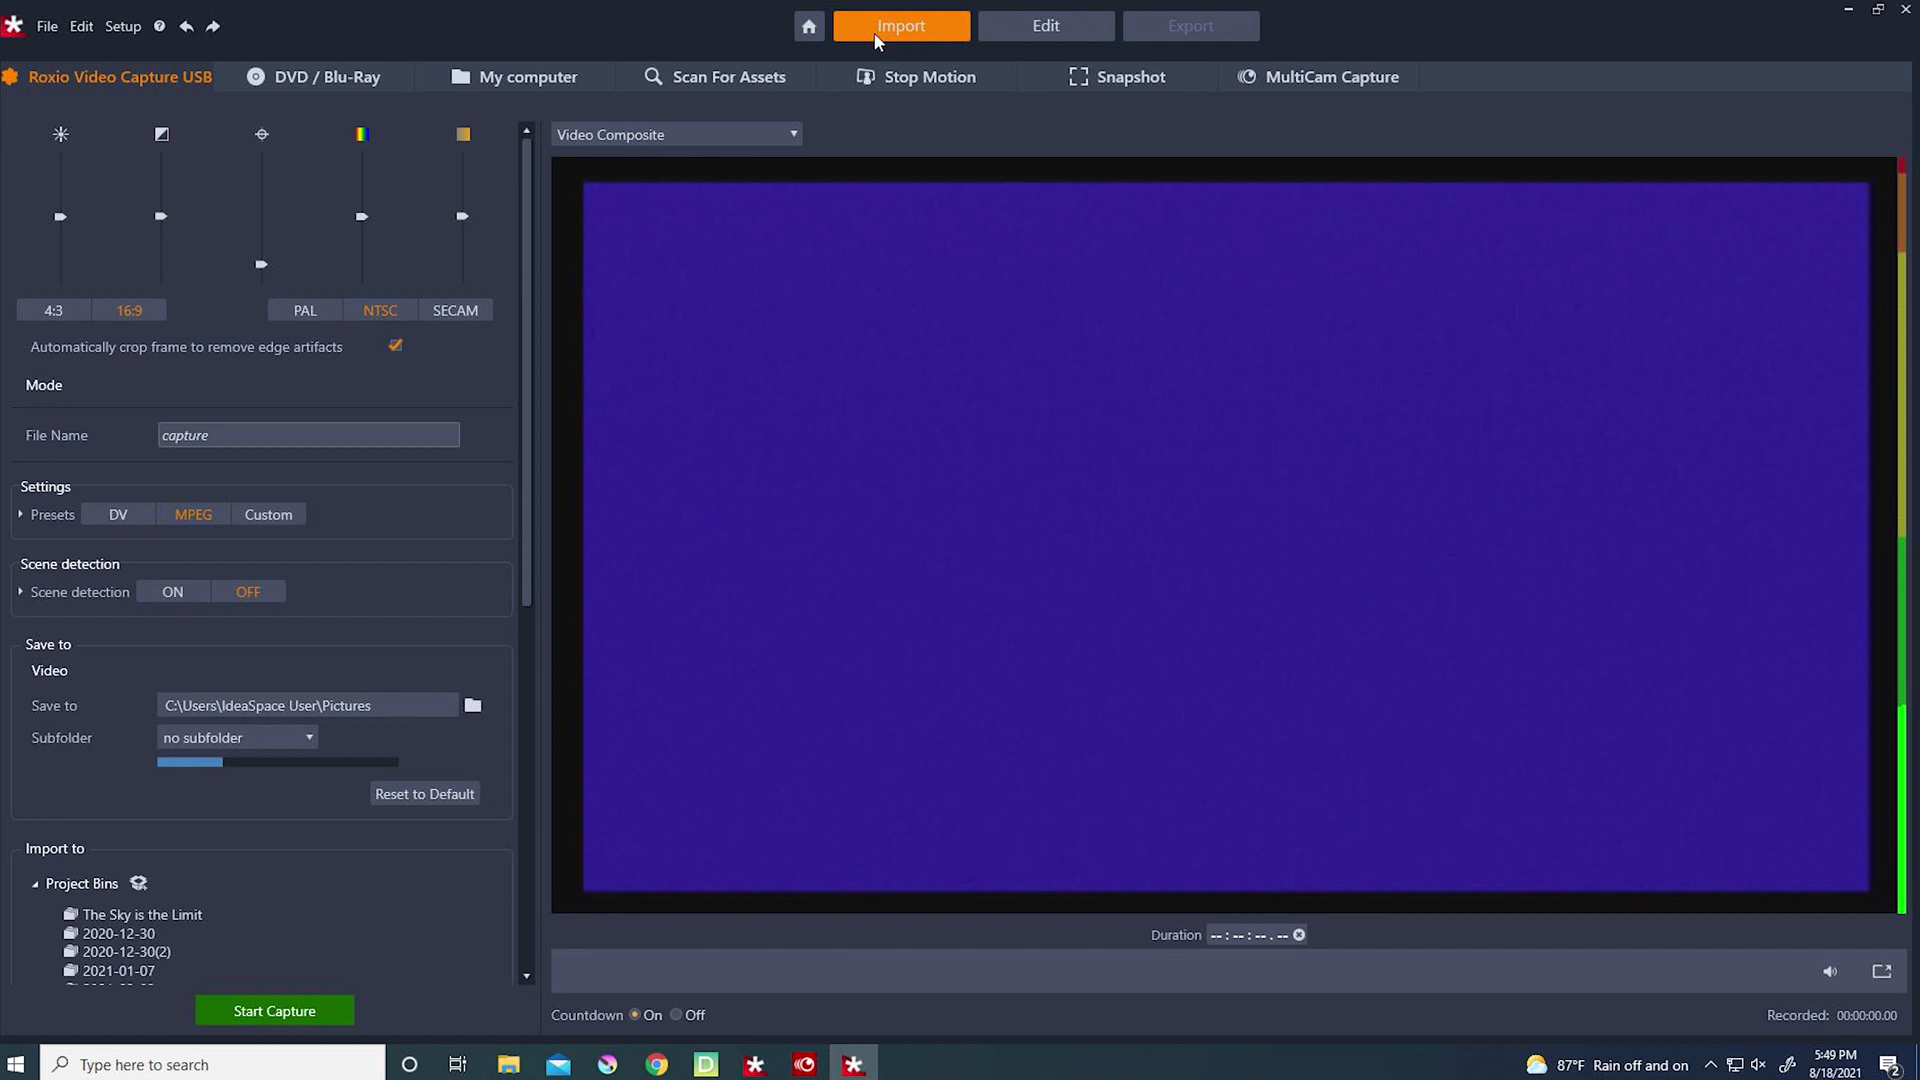 File Edit Setup
Import Edit Export
Roxio Video Capture USB DVD / Blu-Ray My computer Scan For Assets Stop Motion Snapshot MultiCam Capture
Video Composite
4:3 16:9 PAL NTSC SECAM
Automatically crop frame to remove edge artifacts
Mode
File Name capture
Settings
Presets DV MPEG Custom
Scene detection
Scene detection ON OFF
Save to
Video
Save to C:\Users\IdeaSpace User\Pictures
Subfolder no subfolder
Reset to Default
Import to
Project Bins
The Sky is the Limit
2020-12-30
2020-12-30(2)
2021-01-07
Start Capture
Duration --:--:--.--
Countdown On Off
Recorded: 00:00:00.00
Type here to search
87°F Rain off and on
5:49 PM
8/18/2021
2